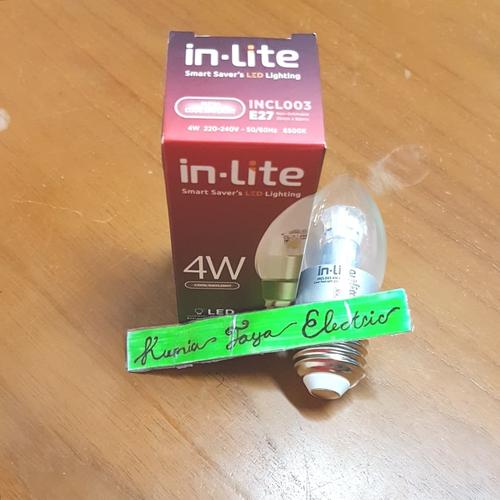 in·lite
Smart Saver's LED Lighting
INCL003
E27
4W 220-240V - 50/60Hz 6500K
in·lite
Smart Saver's LED Lighting
4W
LED
in·lite
Kurnia Jaya Electric